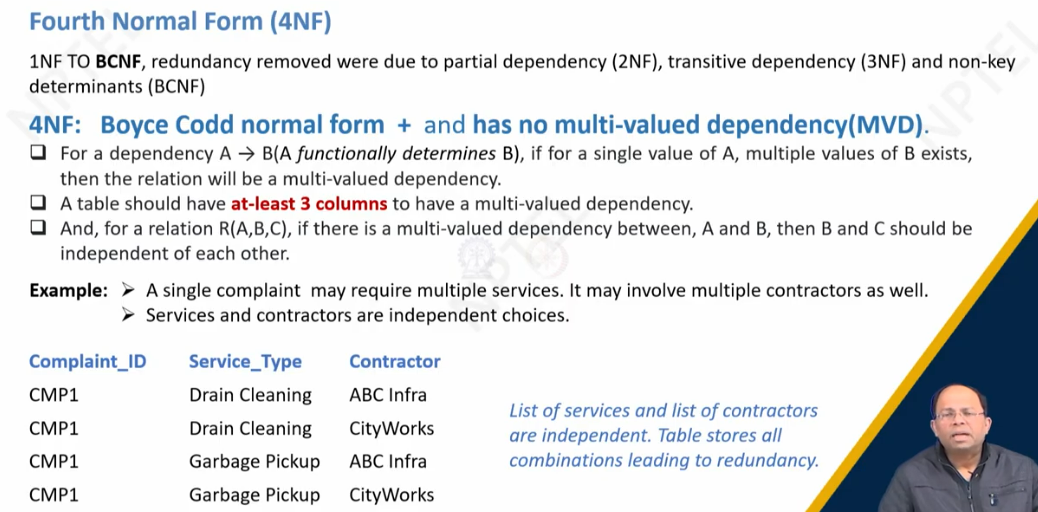 Fourth Normal Form (4NF)
1NF TO BCNF, redundancy removed were due to partial dependency (2NF), transitive dependency (3NF) and non-key
determinants (BCNF)
4NF: Boyce Codd normal form + and has no multi-valued dependency(MVD).
❑ For a dependency A → B(A functionally determines B), if for a single value of A, multiple values of B exists,
then the relation will be a multi-valued dependency.
❑ A table should have at-least 3 columns to have a multi-valued dependency.
❑ And, for a relation R(A,B,C), if there is a multi-valued dependency between, A and B, then B and C should be
independent of each other.
Example: ➢ A single complaint may require multiple services. It may involve multiple contractors as well.
➢ Services and contractors are independent choices.
Complaint_ID Service_Type Contractor
CMP1 Drain Cleaning ABC Infra
CMP1 Drain Cleaning CityWorks
CMP1 Garbage Pickup ABC Infra
CMP1 Garbage Pickup CityWorks
List of services and list of contractors
are independent. Table stores all
combinations leading to redundancy.
NPTEL
NPTEL
NPTEL